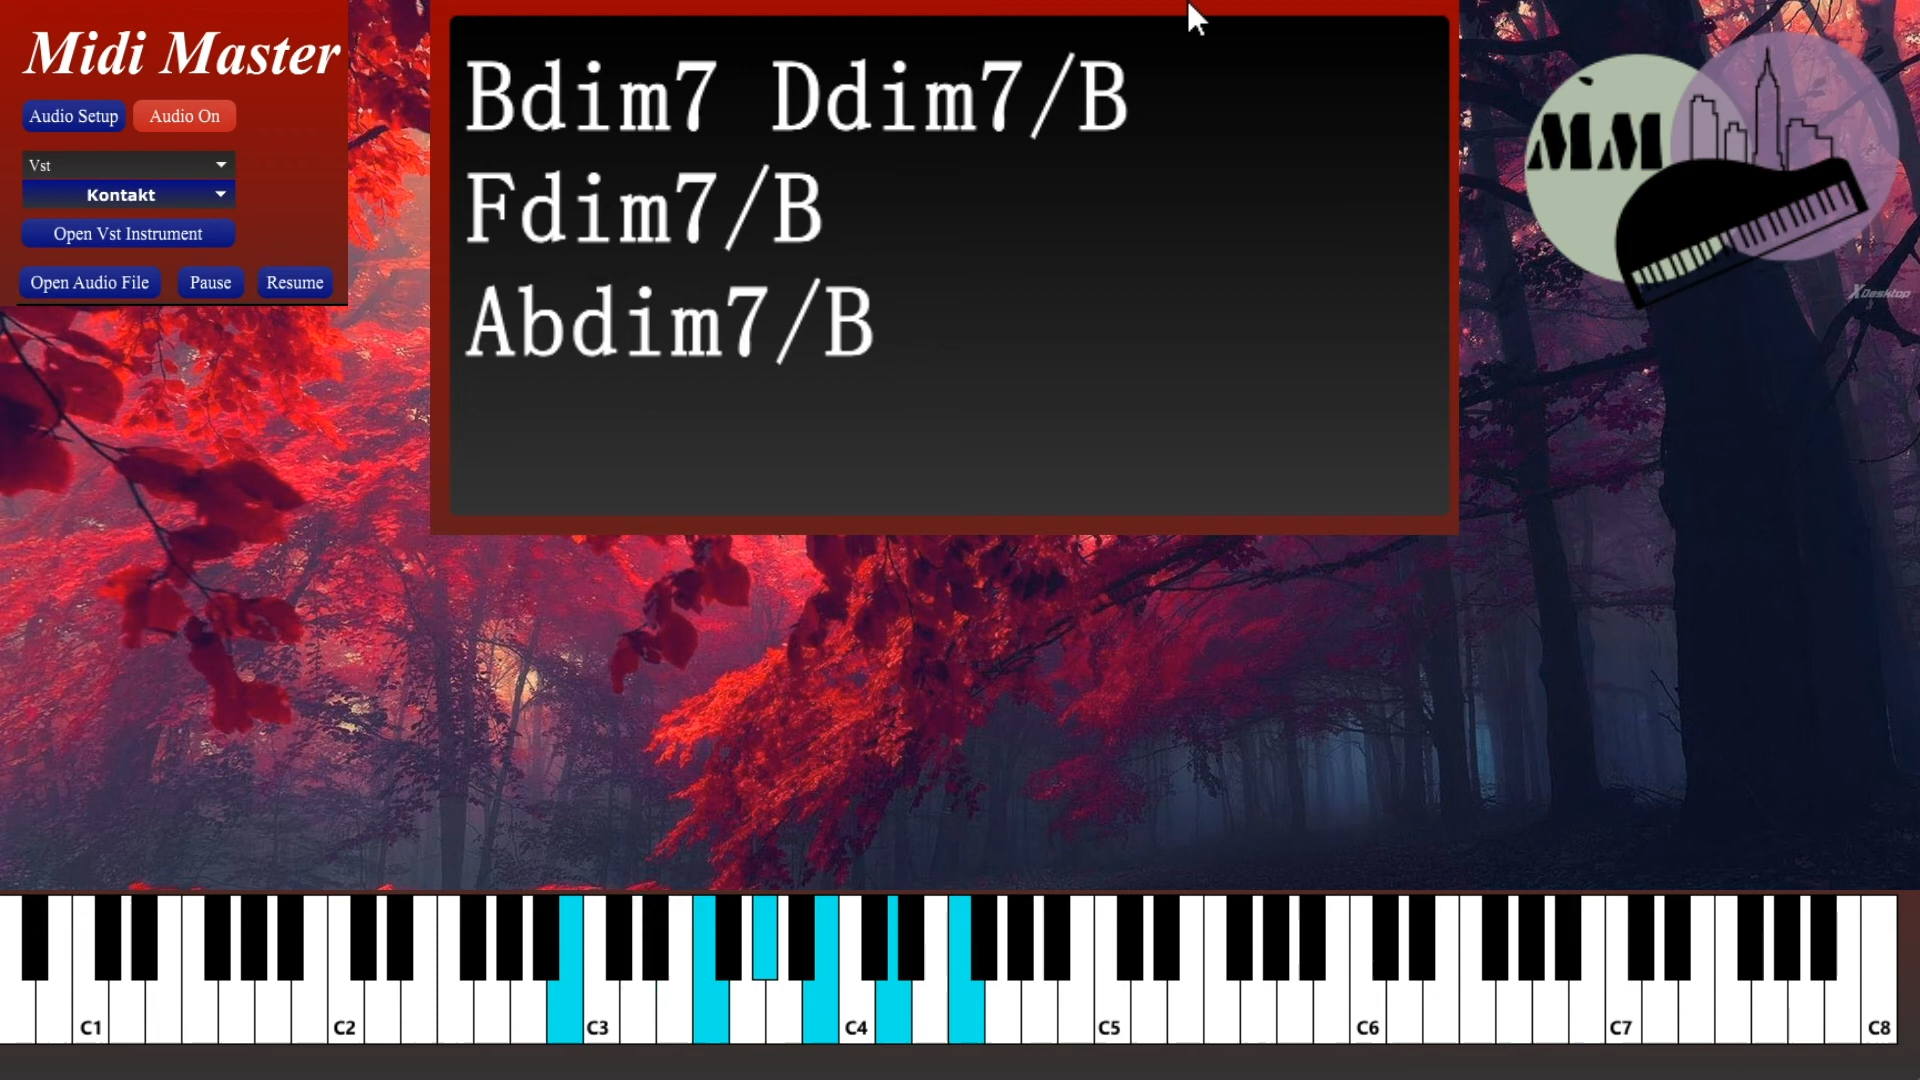 Midi Master
Audio Setup Audio On
Vst
Kontakt
Open Vst Instrument
Open Audio File Pause Resume
Bdim7 Ddim7/B
Fdim7/B
Abdim7/B
MM
XDesktop
C1 C2 C3 C4 C5 C6 C7 C8